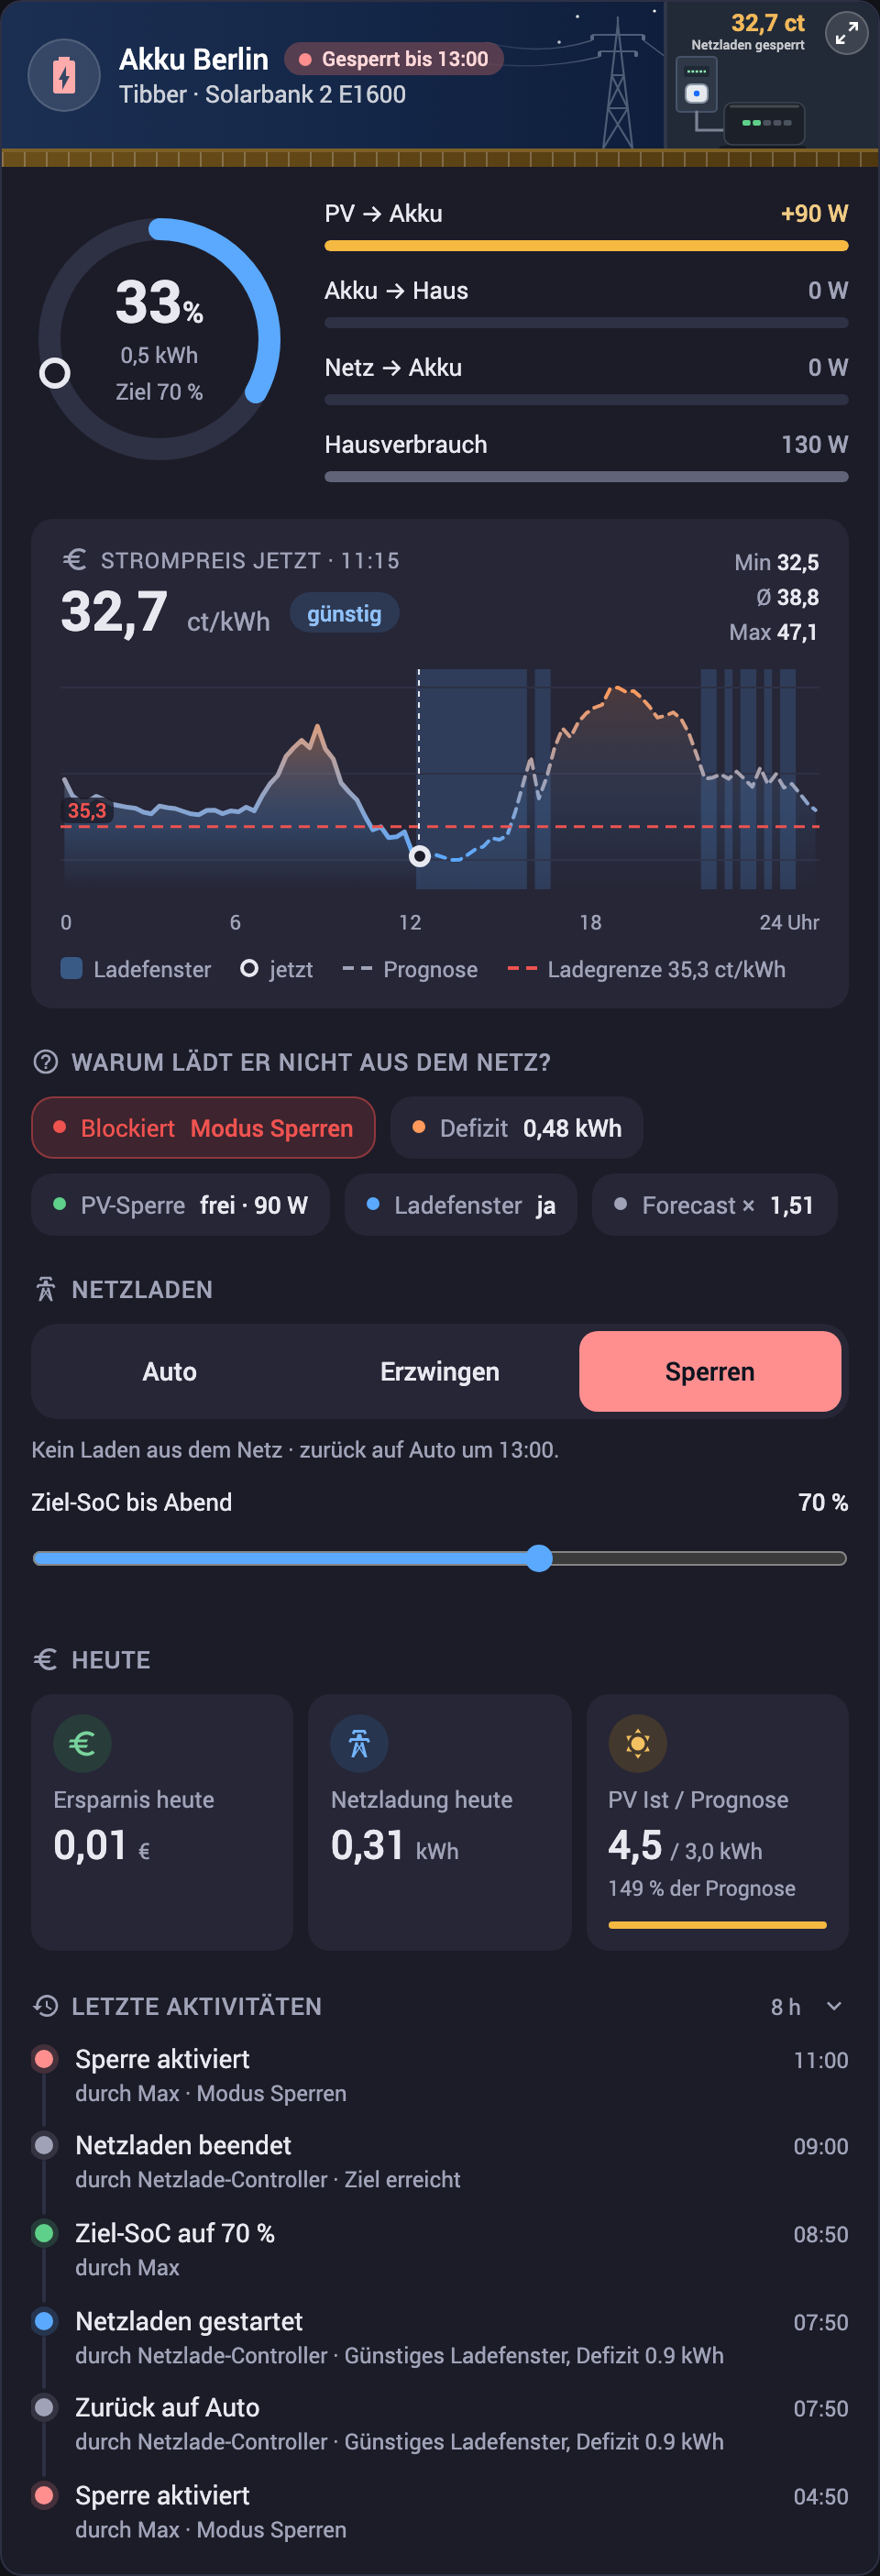 Akku Berlin
Gesperrt bis 13:00
Tibber · Solarbank 2 E1600
32,7 ct
Netzladen gesperrt
33%
0,5 kWh
Ziel 70 %
PV → Akku +90 W
Akku → Haus 0 W
Netz → Akku 0 W
Hausverbrauch 130 W
STROMPREIS JETZT · 11:15
32,7 ct/kWh günstig
Min 32,5
Ø 38,8
Max 47,1
35,3
0 6 12 18 24 Uhr
Ladefenster jetzt Prognose Ladegrenze 35,3 ct/kWh
WARUM LÄDT ER NICHT AUS DEM NETZ?
Blockiert Modus Sperren Defizit 0,48 kWh
PV-Sperre frei · 90 W Ladefenster ja Forecast × 1,51
NETZLADEN
Auto Erzwingen Sperren
Kein Laden aus dem Netz · zurück auf Auto um 13:00.
Ziel-SoC bis Abend 70 %
HEUTE
Ersparnis heute
0,01 €
Netzladung heute
0,31 kWh
PV Ist / Prognose
4,5 / 3,0 kWh
149 % der Prognose
LETZTE AKTIVITÄTEN 8 h
Sperre aktiviert 11:00
durch Max · Modus Sperren
Netzladen beendet 09:00
durch Netzlade-Controller · Ziel erreicht
Ziel-SoC auf 70 % 08:50
durch Max
Netzladen gestartet 07:50
durch Netzlade-Controller · Günstiges Ladefenster, Defizit 0.9 kWh
Zurück auf Auto 07:50
durch Netzlade-Controller · Günstiges Ladefenster, Defizit 0.9 kWh
Sperre aktiviert 04:50
durch Max · Modus Sperren